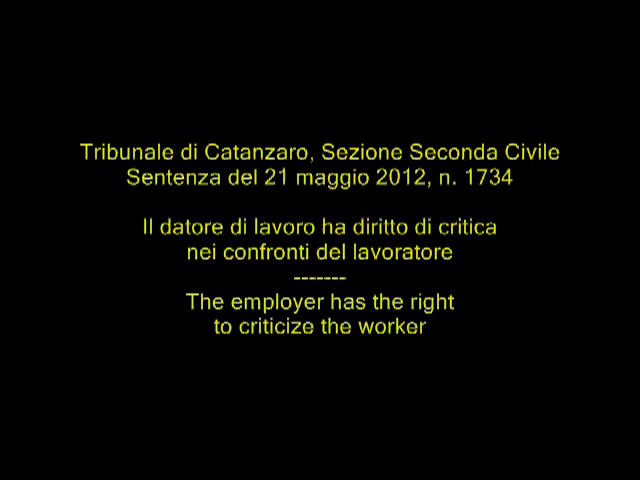 Tribunale di Catanzaro, Sezione Seconda Civile
Sentenza del 21 maggio 2012, n. 1734
Il datore di lavoro ha diritto di critica
nei confronti del lavoratore
-------
The employer has the right
to criticize the worker